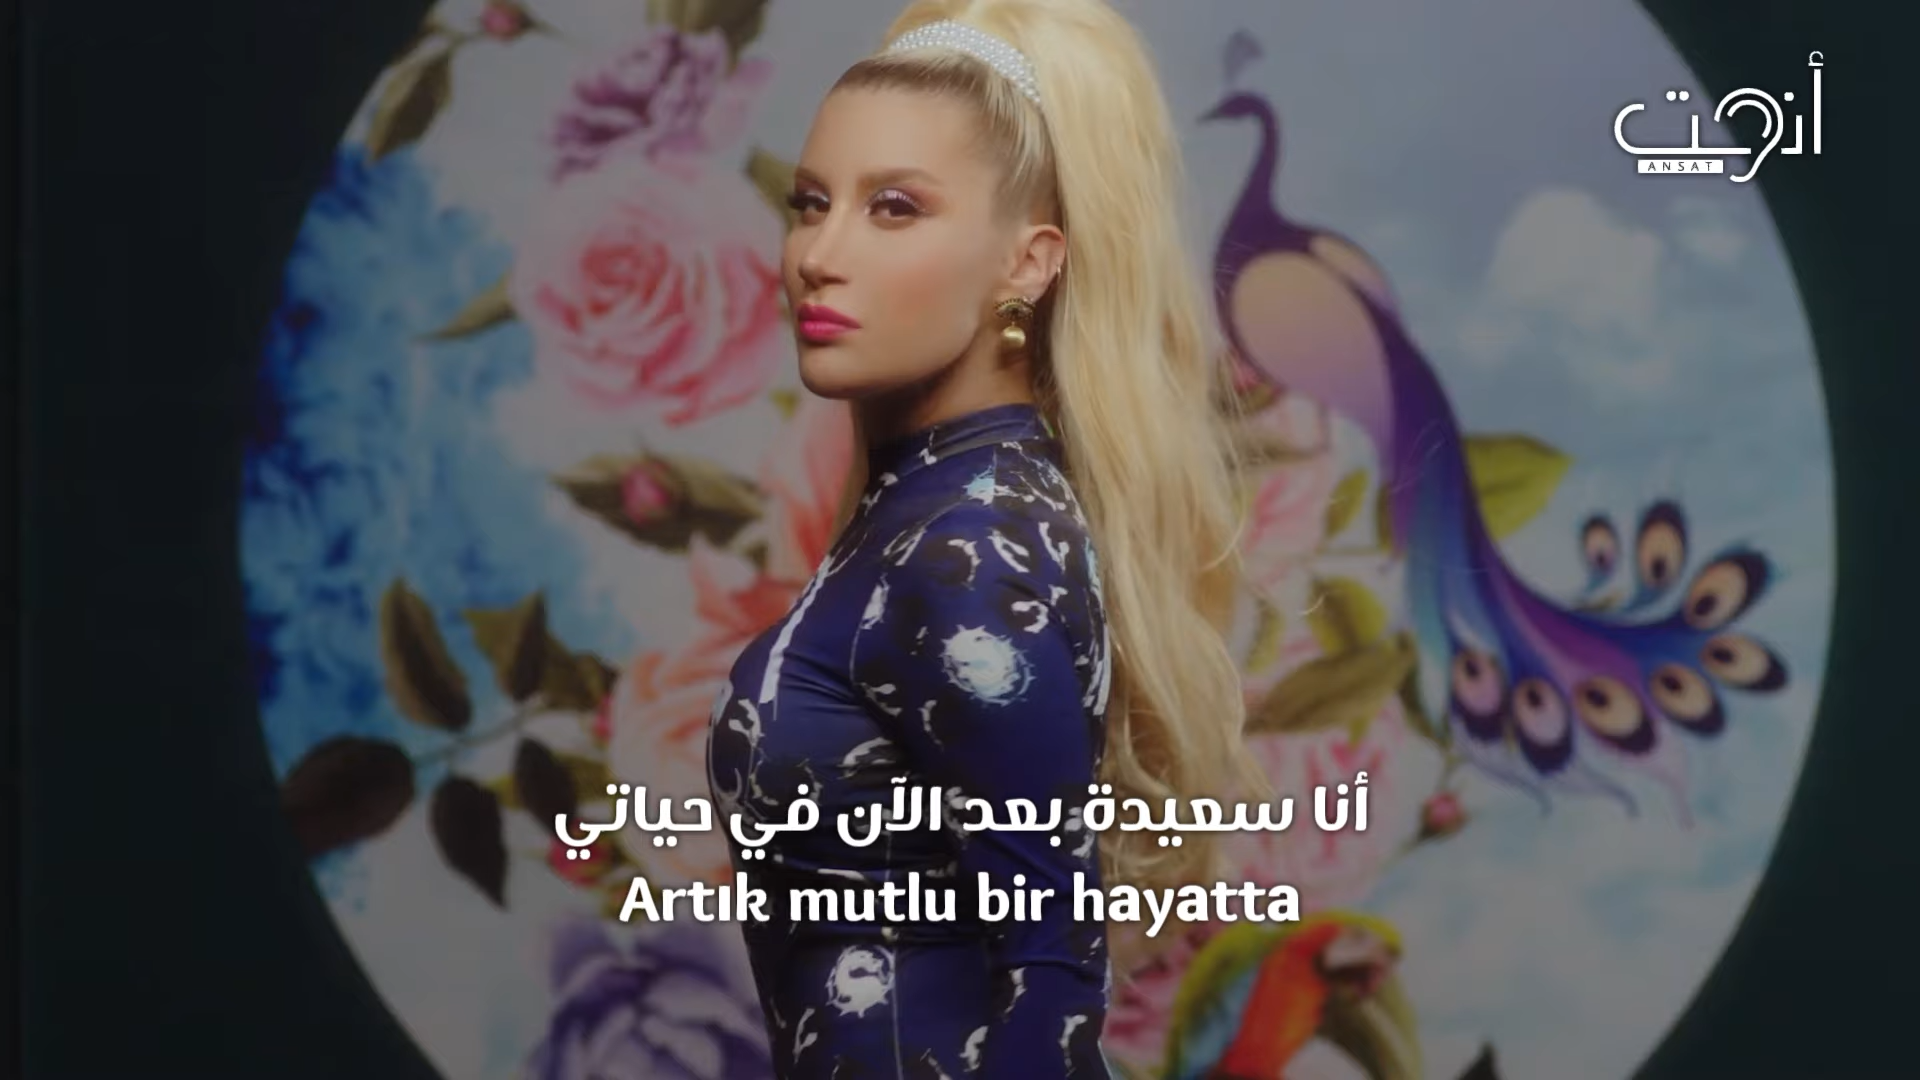 أنصت
ANSAT
أنا سعيدة بعد الآن في حياتي
Artık mutlu bir hayatta